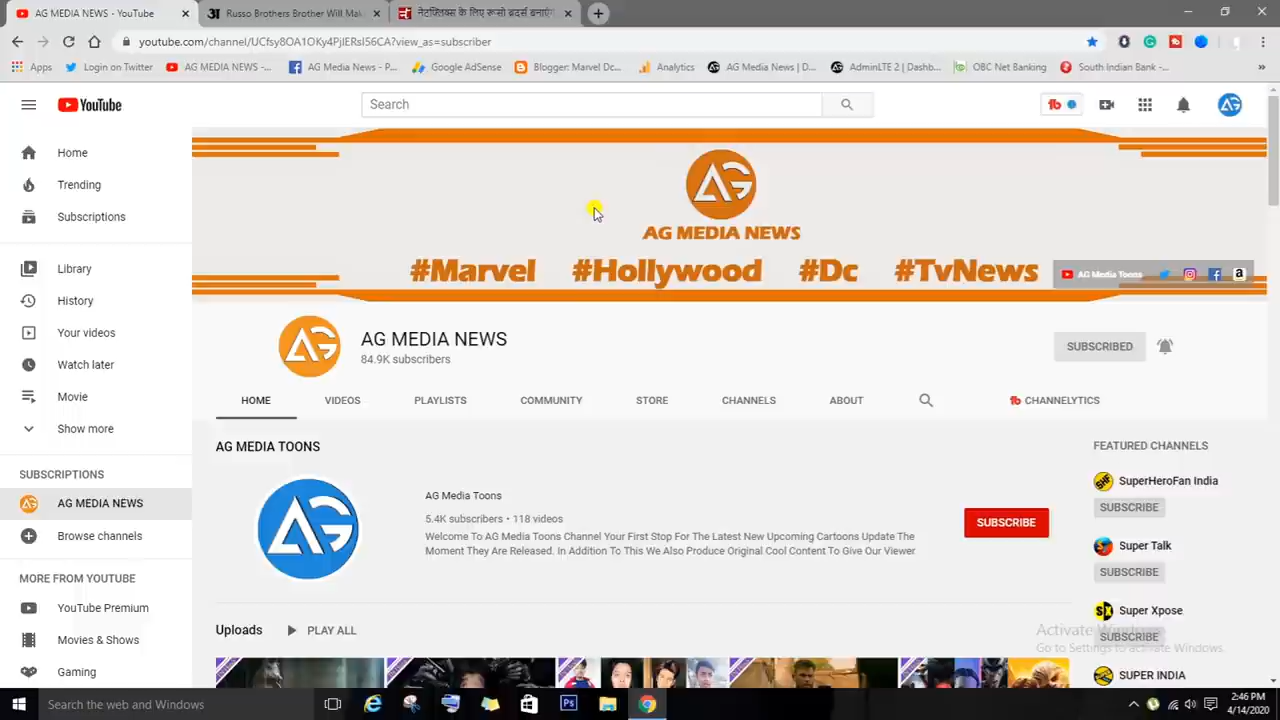 AG MEDIA NEWS - YouTube
Russo Brothers Brother Will Mak
नेटफ्लिक्स के लिए रूसो ब्रदर्स बनाएंगे
youtube.com/channel/UCfsy8OA1OKy4PjIERsI56CA?view_as=subscriber
Apps
Login on Twitter
AG MEDIA NEWS -...
AG Media News - P...
Google AdSense
Blogger: Marvel Dc...
Analytics
AG Media News | D...
AdminLTE 2 | Dashb...
OBC Net Banking
South Indian Bank -...
YouTube
Search
Home
Trending
Subscriptions
Library
History
Your videos
Watch later
Movie
Show more
SUBSCRIPTIONS
AG MEDIA NEWS
Browse channels
MORE FROM YOUTUBE
YouTube Premium
Movies & Shows
Gaming
AG MEDIA NEWS
#Marvel #Hollywood #Dc #TvNews
AG Media Toons
AG MEDIA NEWS
84.9K subscribers
SUBSCRIBED
HOME
VIDEOS
PLAYLISTS
COMMUNITY
STORE
CHANNELS
ABOUT
CHANNELYTICS
AG MEDIA TOONS
AG Media Toons
5.4K subscribers • 118 videos
Welcome To AG Media Toons Channel Your First Stop For The Latest New Upcoming Cartoons Update The
Moment They Are Released. In Addition To This We Also Produce Original Cool Content To Give Our Viewer
SUBSCRIBE
Uploads
PLAY ALL
FEATURED CHANNELS
SuperHeroFan India
SUBSCRIBE
Super Talk
SUBSCRIBE
Super Xpose
SUBSCRIBE
SUPER INDIA
Activate Windows
Go to Settings to activate Windows.
Search the web and Windows
2:46 PM
4/14/2020